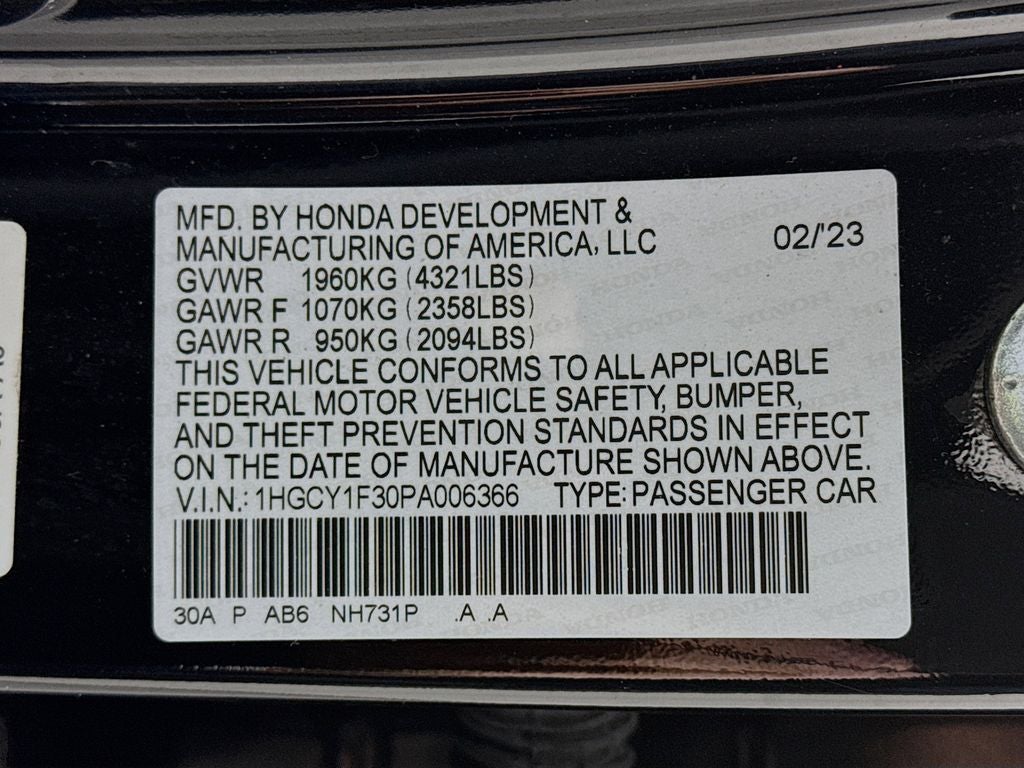 MFD. BY HONDA DEVELOPMENT &
MANUFACTURING OF AMERICA, LLC 02/'23
GVWR 1960KG (4321LBS)
GAWR F 1070KG (2358LBS)
GAWR R 950KG (2094LBS)
THIS VEHICLE CONFORMS TO ALL APPLICABLE
FEDERAL MOTOR VEHICLE SAFETY, BUMPER,
AND THEFT PREVENTION STANDARDS IN EFFECT
ON THE DATE OF MANUFACTURE SHOWN ABOVE.
V.I.N.: 1HGCY1F30PA006366 TYPE: PASSENGER CAR
30A P AB6 NH731P .A .A